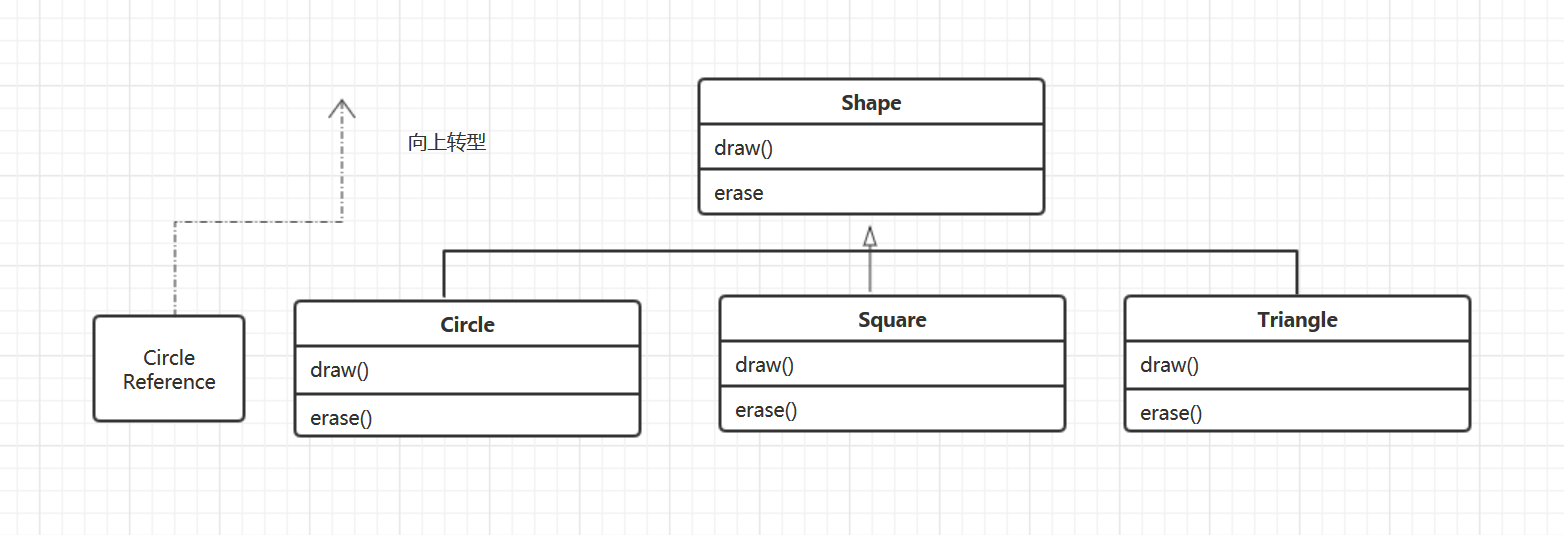 Shape
draw()
erase
向上转型
Circle
Reference
Circle
draw()
erase()
Square
draw()
erase()
Triangle
draw()
erase()